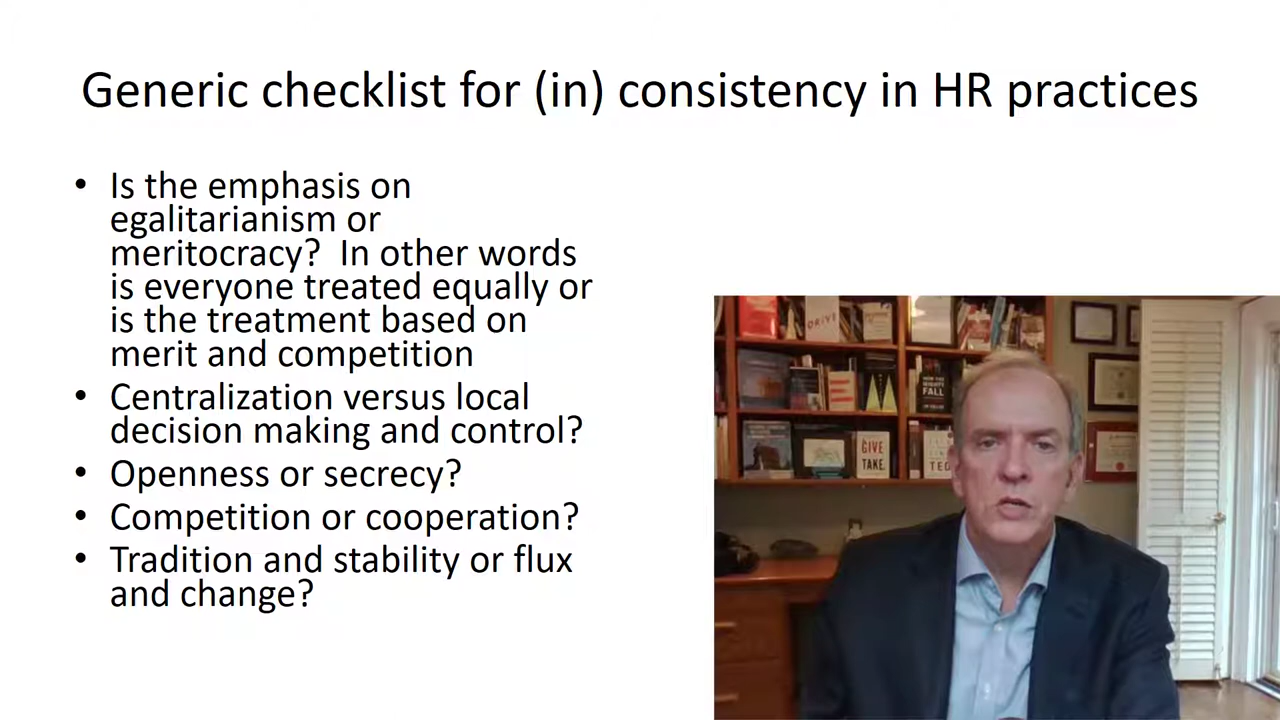 Generic checklist for (in) consistency in HR practices
• Is the emphasis on
egalitarianism or
meritocracy? In other words
is everyone treated equally or
is the treatment based on
merit and competition
• Centralization versus local
decision making and control?
• Openness or secrecy?
• Competition or cooperation?
• Tradition and stability or flux
and change?
DRIVE
FALL
GIVE
TAKE.